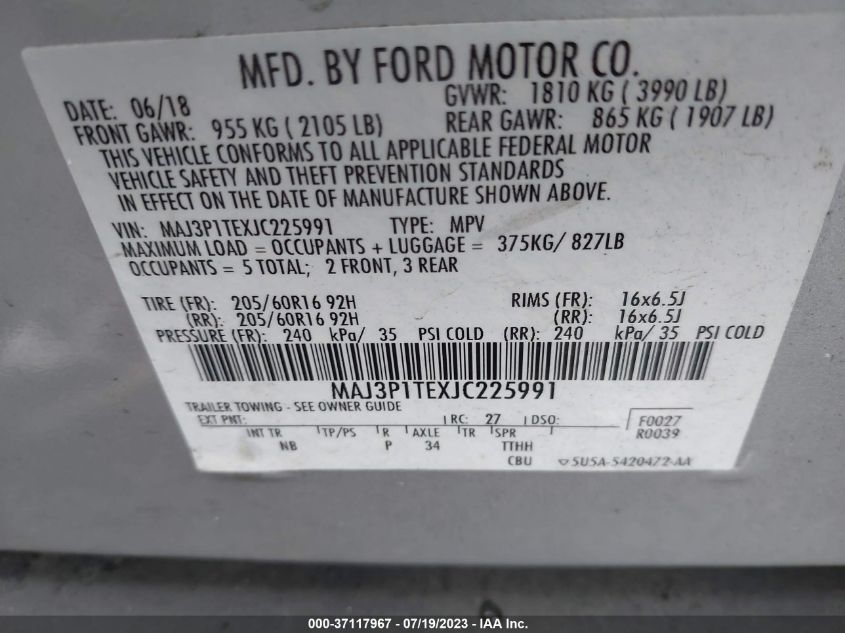 MFD. BY FORD MOTOR CO.
DATE: 06/18 GVWR: 1810 KG ( 3990 LB)
FRONT GAWR: 955 KG ( 2105 LB) REAR GAWR: 865 KG ( 1907 LB)
THIS VEHICLE CONFORMS TO ALL APPLICABLE FEDERAL MOTOR
VEHICLE SAFETY AND THEFT PREVENTION STANDARDS
IN EFFECT ON THE DATE OF MANUFACTURE SHOWN ABOVE.
VIN: MAJ3P1TEXJC225991 TYPE: MPV
MAXIMUM LOAD = OCCUPANTS + LUGGAGE = 375KG/ 827LB
OCCUPANTS = 5 TOTAL; 2 FRONT, 3 REAR
TIRE (FR): 205/60R16 92H RIMS (FR): 16x6.5J
(RR): 205/60R16 92H (RR): 16x6.5J
PRESSURE (FR): 240 kPa/ 35 PSI COLD (RR): 240 kPa/ 35 PSI COLD
MAJ3P1TEXJC225991
TRAILER TOWING - SEE OWNER GUIDE
EXT PNT: RC: 27 DSO: F0027
R0039
INT TR TP/PS R AXLE TR SPR
NB P 34 TTHH
CBU 5U5A-5420472-AA
000-37117967 - 07/19/2023 - IAA Inc.